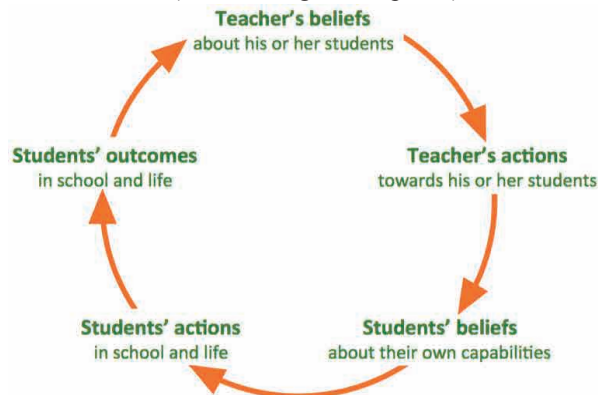 Teacher's beliefs
about his or her students
Teacher's actions
towards his or her students
Students' beliefs
about their own capabilities
Students' actions
in school and life
Students' outcomes
in school and life